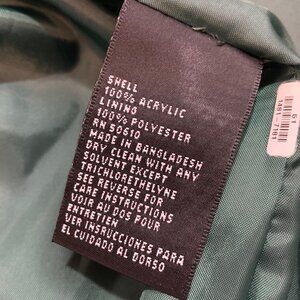 SHELL
100% ACRYLIC
LINING
100% POLYESTER
RN 50610
MADE IN BANGLADESH
DRY CLEAN WITH ANY
SOLVENT EXCEPT
TRICHLORETHELYNE
SEE REVERSE FOR
CARE INSTRUCTIONS
VOIR AU DOS POUR
ENTRETIEN
VER INSTRUCCIONES PARA
EL CUIDADO AL DORSO